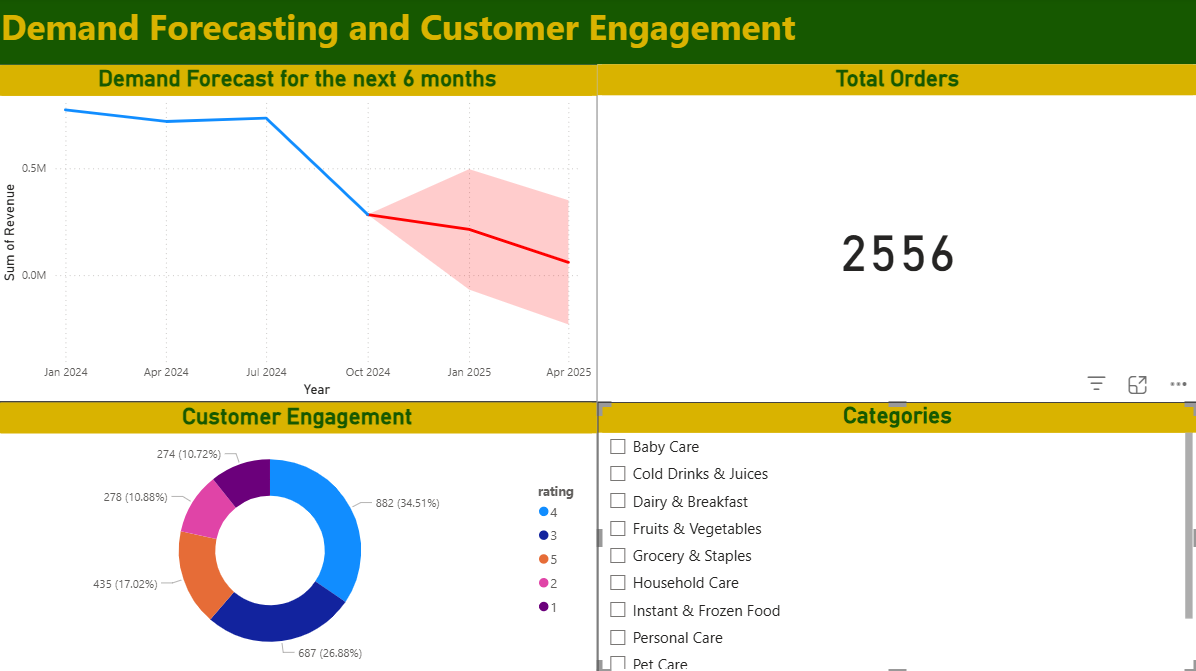 Demand Forecasting and Customer Engagement
Demand Forecast for the next 6 months
0.5M
0.0M
Sum of Revenue
Jan 2024 Apr 2024 Jul 2024 Oct 2024 Jan 2025 Apr 2025
Year
Total Orders
2556
Customer Engagement
274 (10.72%)
278 (10.88%)
882 (34.51%)
435 (17.02%)
687 (26.88%)
rating
4
3
5
2
1
Categories
Baby Care
Cold Drinks & Juices
Dairy & Breakfast
Fruits & Vegetables
Grocery & Staples
Household Care
Instant & Frozen Food
Personal Care
Pet Care